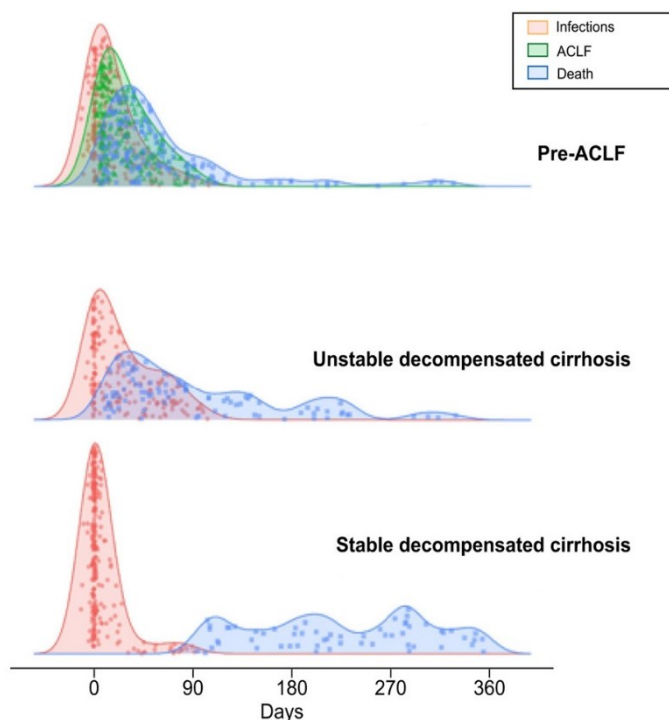 Infections
ACLF
Death
Pre-ACLF
Unstable decompensated cirrhosis
Stable decompensated cirrhosis
0 90 180 270 360
Days